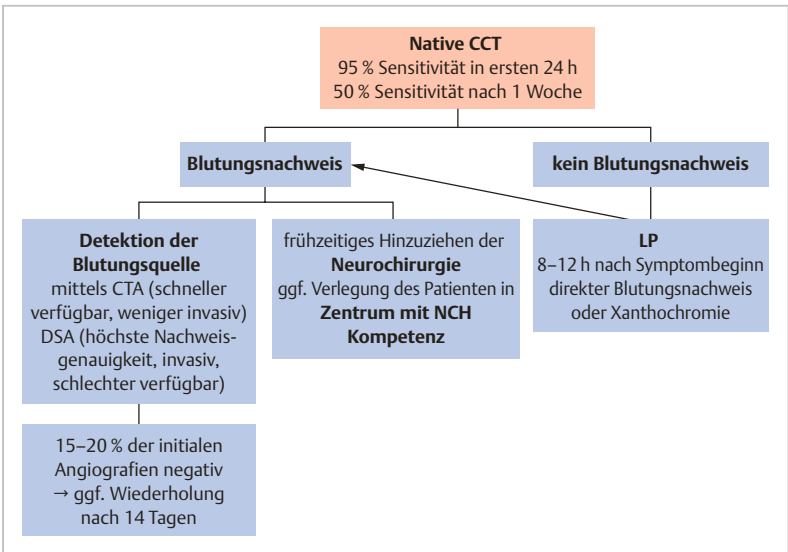 Native CCT
95 % Sensitivität in ersten 24 h
50 % Sensitivität nach 1 Woche
Blutungsnachweis
kein Blutungsnachweis
Detektion der
Blutungsquelle
mittels CTA (schneller
verfügbar, weniger invasiv)
DSA (höchste Nachweis-
genauigkeit, invasiv,
schlechter verfügbar)
frühzeitiges Hinzuziehen der
Neurochirurgie
ggf. Verlegung des Patienten in
Zentrum mit NCH
Kompetenz
LP
8–12 h nach Symptombeginn
direkter Blutungsnachweis
oder Xanthochromie
15–20 % der initialen
Angiografien negativ
→ ggf. Wiederholung
nach 14 Tagen